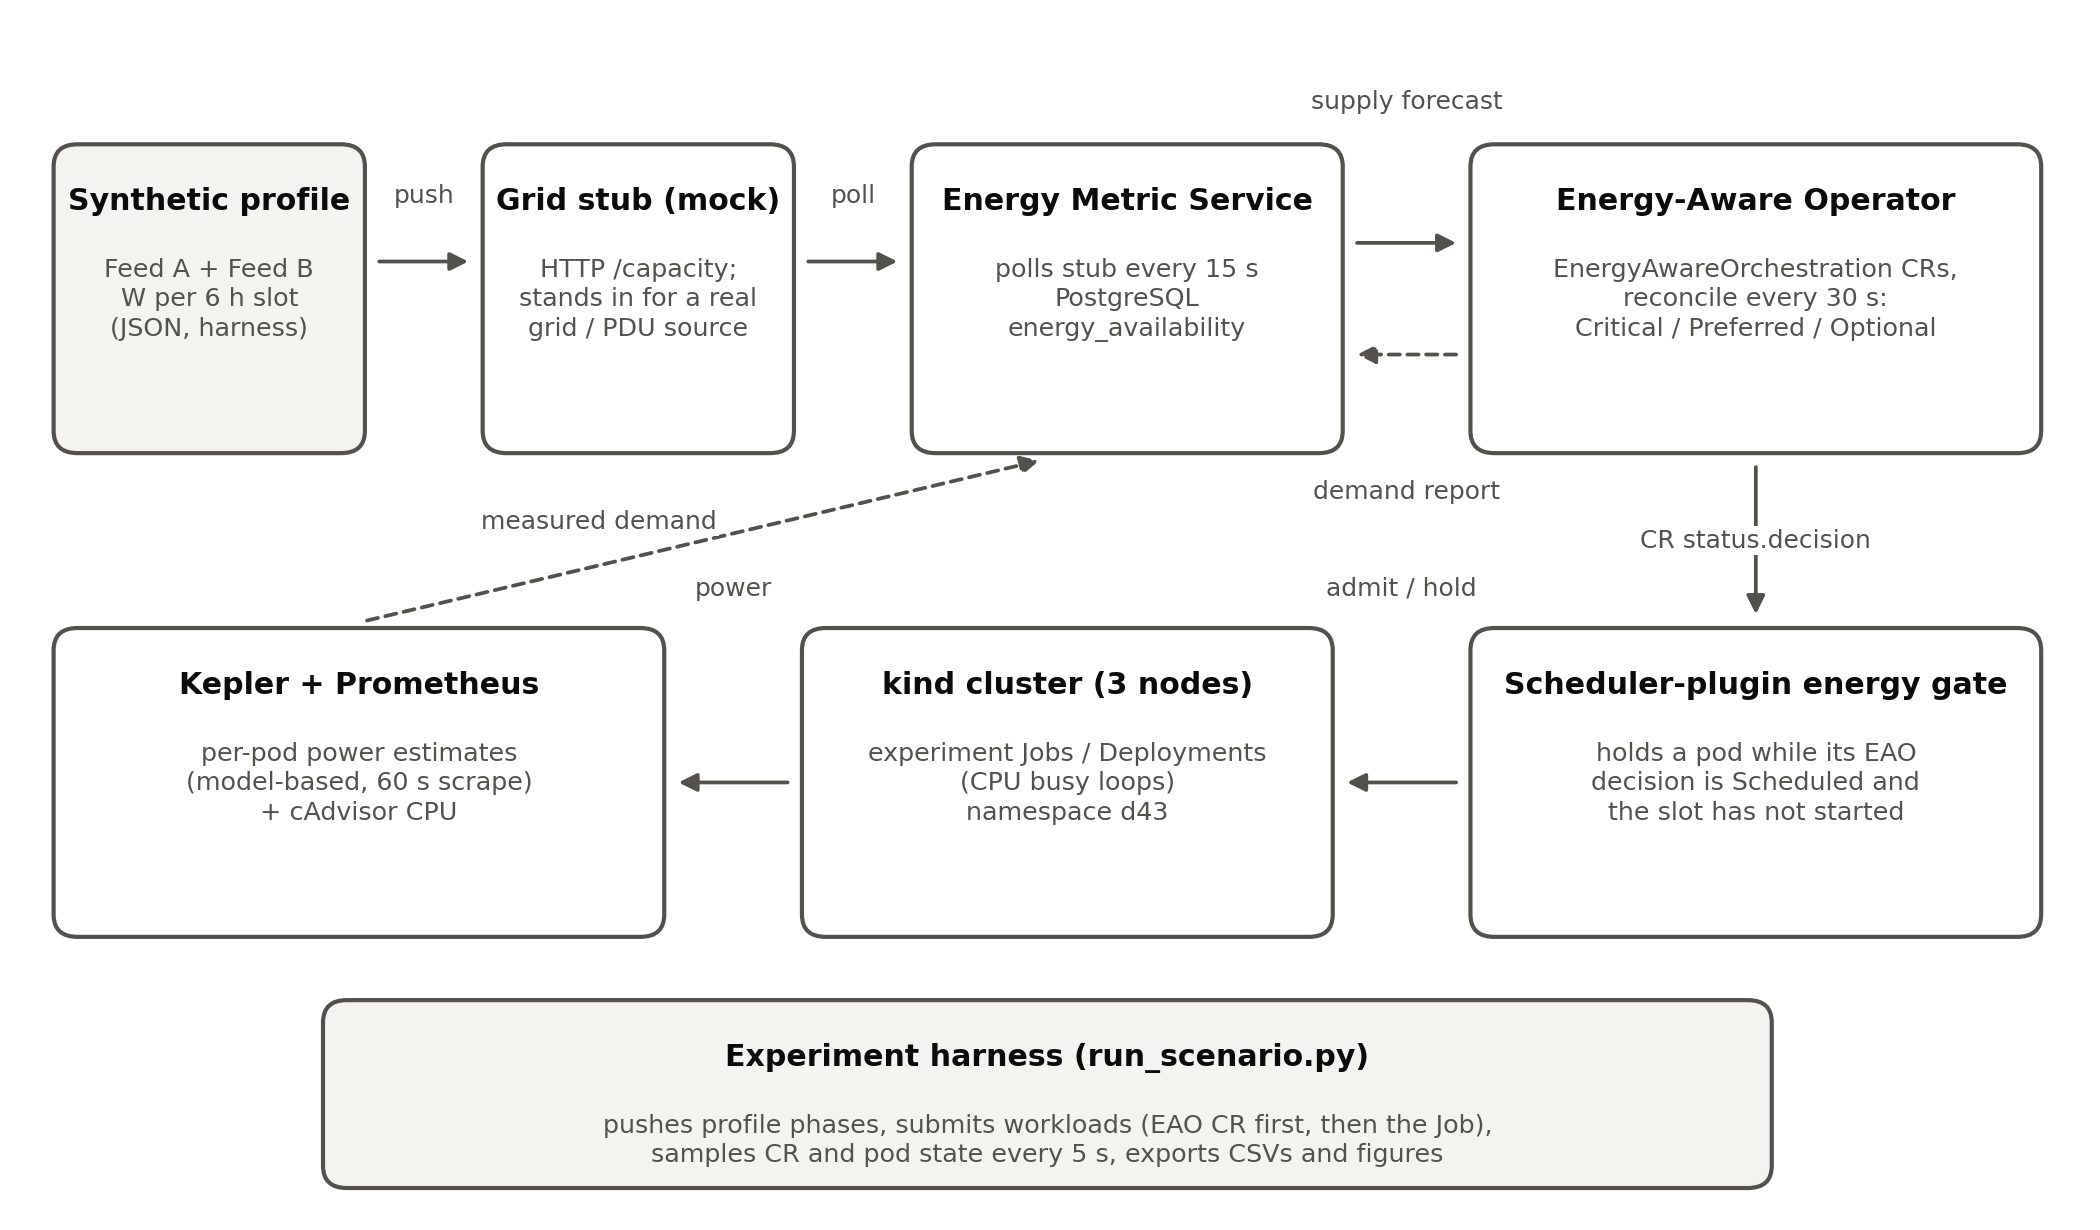 supply forecast
Synthetic profile
Feed A + Feed B
W per 6 h slot
(JSON, harness)
push
Grid stub (mock)
HTTP /capacity;
stands in for a real
grid / PDU source
poll
Energy Metric Service
polls stub every 15 s
PostgreSQL
energy_availability
Energy-Aware Operator
EnergyAwareOrchestration CRs,
reconcile every 30 s:
Critical / Preferred / Optional
demand report
measured demand
CR status.decision
power
admit / hold
Kepler + Prometheus
per-pod power estimates
(model-based, 60 s scrape)
+ cAdvisor CPU
kind cluster (3 nodes)
experiment Jobs / Deployments
(CPU busy loops)
namespace d43
Scheduler-plugin energy gate
holds a pod while its EAO
decision is Scheduled and
the slot has not started
Experiment harness (run_scenario.py)
pushes profile phases, submits workloads (EAO CR first, then the Job),
samples CR and pod state every 5 s, exports CSVs and figures